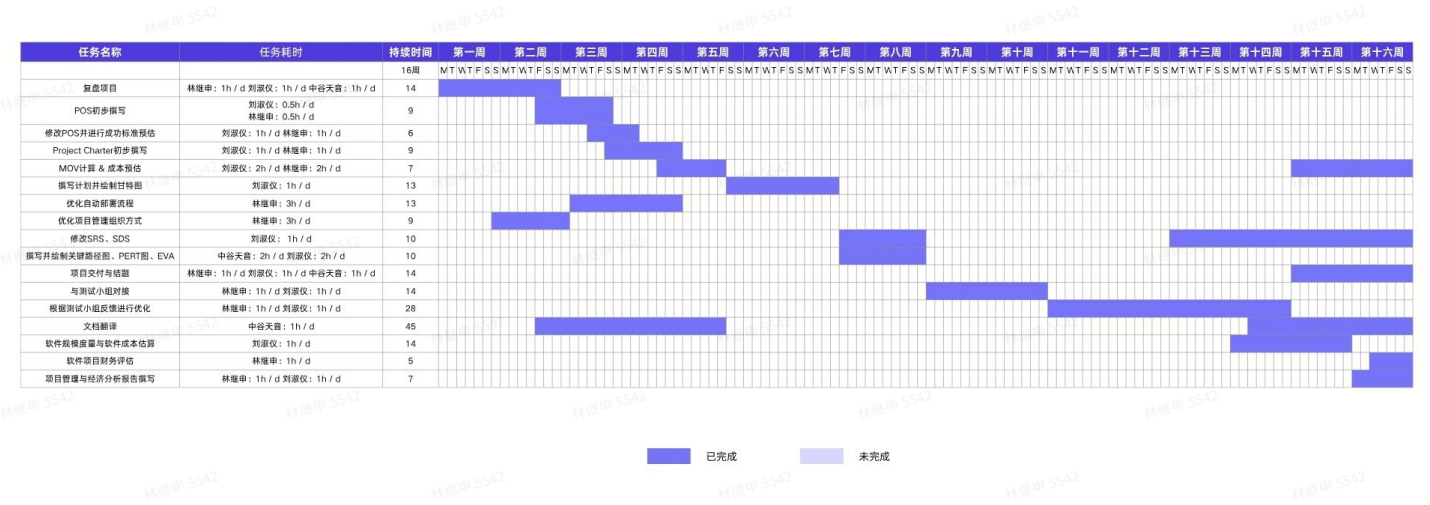 任务名称 任务耗时 持续时间 第一周 第二周 第三周 第四周 第五周 第六周 第七周 第八周 第九周 第十周 第十一周 第十二周 第十三周 第十四周 第十五周 第十六周
16周 M T W T F S S M T W T F S S M T W T F S S M T W T F S S M T W T F S S M T W T F S S M T W T F S S M T W T F S S M T W T F S S M T W T F S S M T W T F S S M T W T F S S M T W T F S S M T W T F S S M T W T F S S M T W T F S S
复盘项目 林继申：1h / d 刘淑仪：1h / d 中谷天音：1h / d 14
刘淑仪：0.5h / d
POS初步撰写 9
林继申：0.5h / d
修改POS并进行成功标准预估 刘淑仪：1h / d 林继申：1h / d 6
Project Charter初步撰写 刘淑仪：1h / d 林继申：1h / d 9
MOV计算 & 成本预估 刘淑仪：2h / d 林继申：2h / d 7
撰写计划并绘制甘特图 刘淑仪：1h / d 13
优化自动部署流程 林继申：3h / d 13
优化项目管理组织方式 林继申：3h / d 9
修改SRS、SDS 刘淑仪： 1h / d 10
撰写并绘制关键路径图、PERT图、EVA 中谷天音：2h / d 刘淑仪：2h / d 10
项目交付与结题 林继申：1h / d 刘淑仪：1h / d 中谷天音：1h / d 14
与测试小组对接 林继申：1h / d 刘淑仪：1h / d 14
根据测试小组反馈进行优化 林继申：1h / d 刘淑仪：1h / d 28
文档翻译 中谷天音：1h / d 45
软件规模度量与软件成本估算 刘淑仪：1h / d 14
软件项目财务评估 林继申：1h / d 5
项目管理与经济分析报告撰写 林继申：1h / d 刘淑仪：1h / d 7
已完成 未完成
林继申 5542